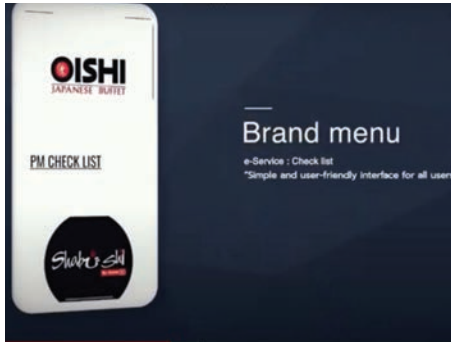 OISHI
JAPANESE BUFFET
PM CHECK LIST
Shabushi
Brand menu
e-Service : Check list
"Simple and user-friendly interface for all users